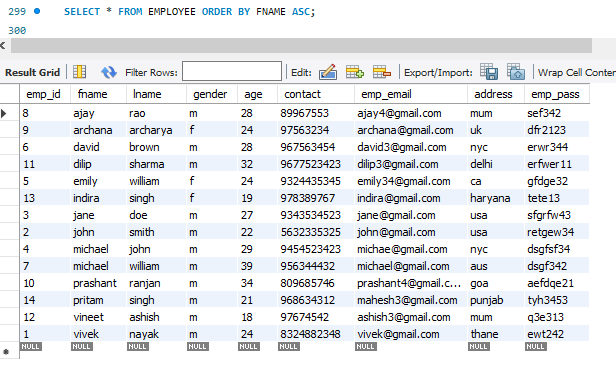 299 SELECT * FROM EMPLOYEE ORDER BY FNAME ASC;
300
Result Grid Filter Rows: Edit: Export/Import: Wrap Cell Conter
emp_id fname lname gender age contact emp_email address emp_pass
8 ajay rao m 28 89967553 ajay4@gmail.com mum sef342
9 archana archarya f 24 97563234 archana@gmail.com uk dfr2123
6 david brown m 28 967563454 david3@gmail.com nyc erwr344
11 dilip sharma m 32 9677523423 dilip3@gmail.com delhi erfwer11
5 emily william f 24 9324435345 emily34@gmail.com ca gfdge32
13 indira singh f 19 978389767 indira@gmail.com haryana tete13
3 jane doe m 27 9343534523 jane@gmail.com usa sfgrfw43
2 john smith m 22 5632335325 john@gmail.com usa retgew34
4 michael john m 29 9454523423 michae@gmail.com nyc dsgfsf34
7 michael william m 39 956344432 michael@gmail.com aus dsgf342
10 prashant ranjan m 34 809685746 prashant4@gmail.c... goa aefdqe21
14 pritam singh m 21 968634312 mahesh3@gmail.com punjab tyh3453
12 vineet ashish m 18 97674542 ashish3@gmail.com mum q3e313
1 vivek nayak m 24 8324882348 vivek@gmail.com thane ewt242
NULL NULL NULL NULL NULL NULL NULL NULL NULL